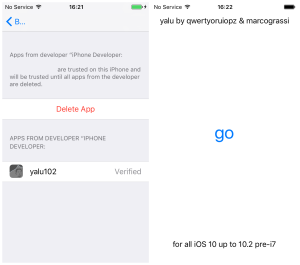 No Service
16:21
B...
Apps from developer "iPhone Developer:
are trusted on this iPhone and
will be trusted until all apps from the developer
are deleted.
Delete App
APPS FROM DEVELOPER "IPHONE
DEVELOPER:
yalu102
Verified
No Service
16:22
yalu by qwertyoruiopz & marcograssi
go
for all iOS 10 up to 10.2 pre-i7